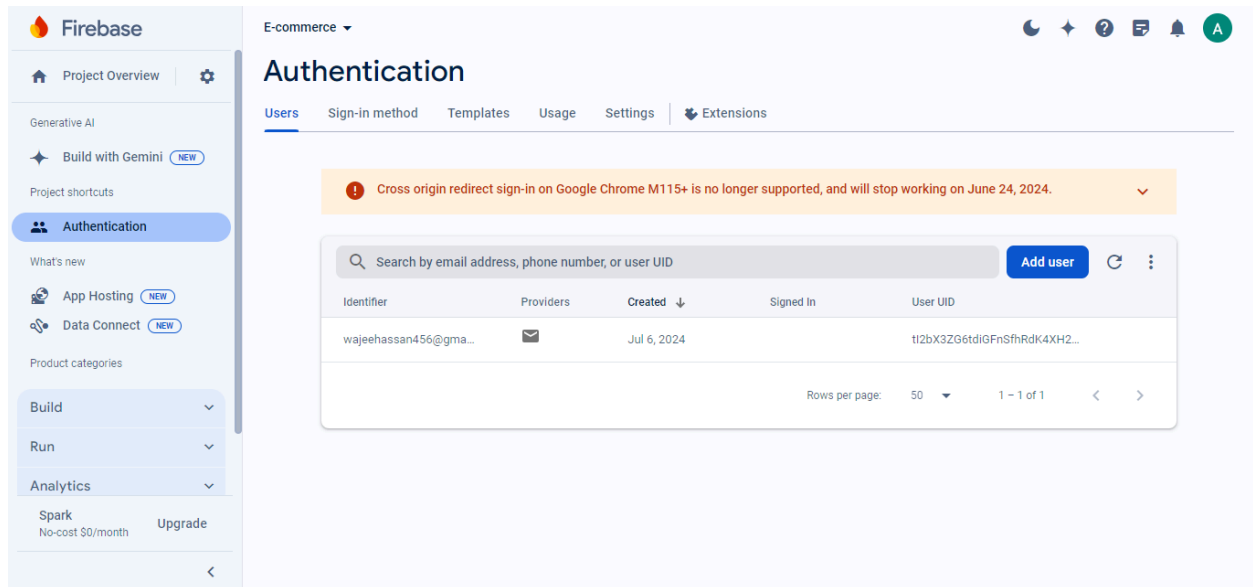 Firebase
Project Overview
Generative AI
Build with Gemini NEW
Project shortcuts
Authentication
What's new
App Hosting NEW
Data Connect NEW
Product categories
Build
Run
Analytics
Spark
No-cost $0/month
Upgrade
E-commerce
A
Authentication
Users Sign-in method Templates Usage Settings Extensions
Cross origin redirect sign-in on Google Chrome M115+ is no longer supported, and will stop working on June 24, 2024.
Search by email address, phone number, or user UID Add user
Identifier Providers Created Signed In User UID
wajeehassan456@gma... Jul 6, 2024 tI2bX3ZG6tdiGFnSfhRdK4XH2...
Rows per page: 50 1 – 1 of 1